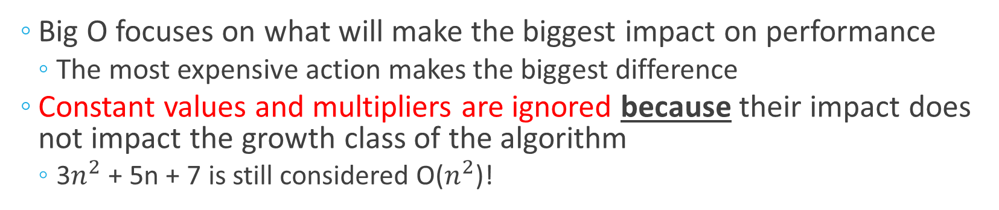 ◦ Big O focuses on what will make the biggest impact on performance
◦ The most expensive action makes the biggest difference
◦ Constant values and multipliers are ignored because their impact does
not impact the growth class of the algorithm
◦ 3𝑛² + 5n + 7 is still considered O(𝑛²)!